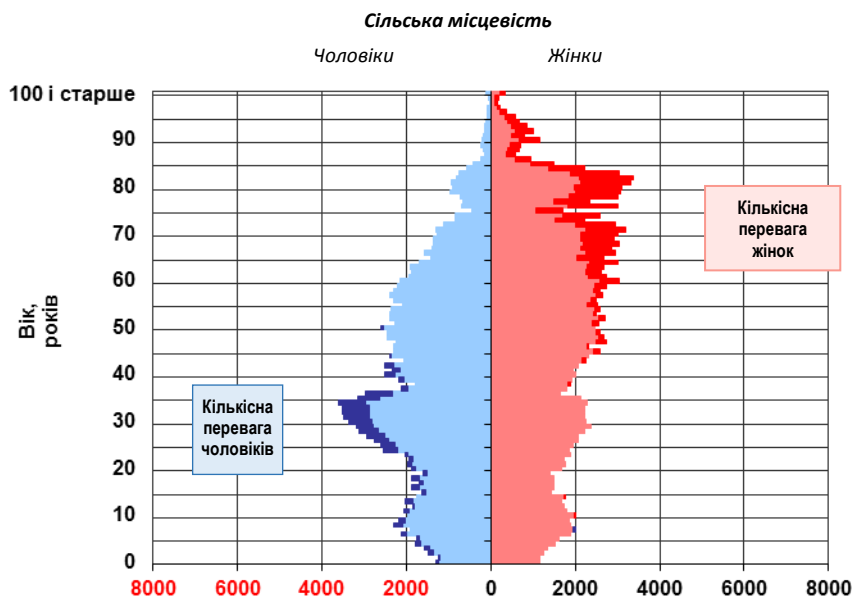 Сільська місцевість
Чоловіки
Жінки
100 і старше
90
80
70
60
50
40
30
20
10
0
Вік,
років
Кількісна
перевага
жінок
Кількісна
перевага
чоловіків
8000 6000 4000 2000 0 2000 4000 6000 8000